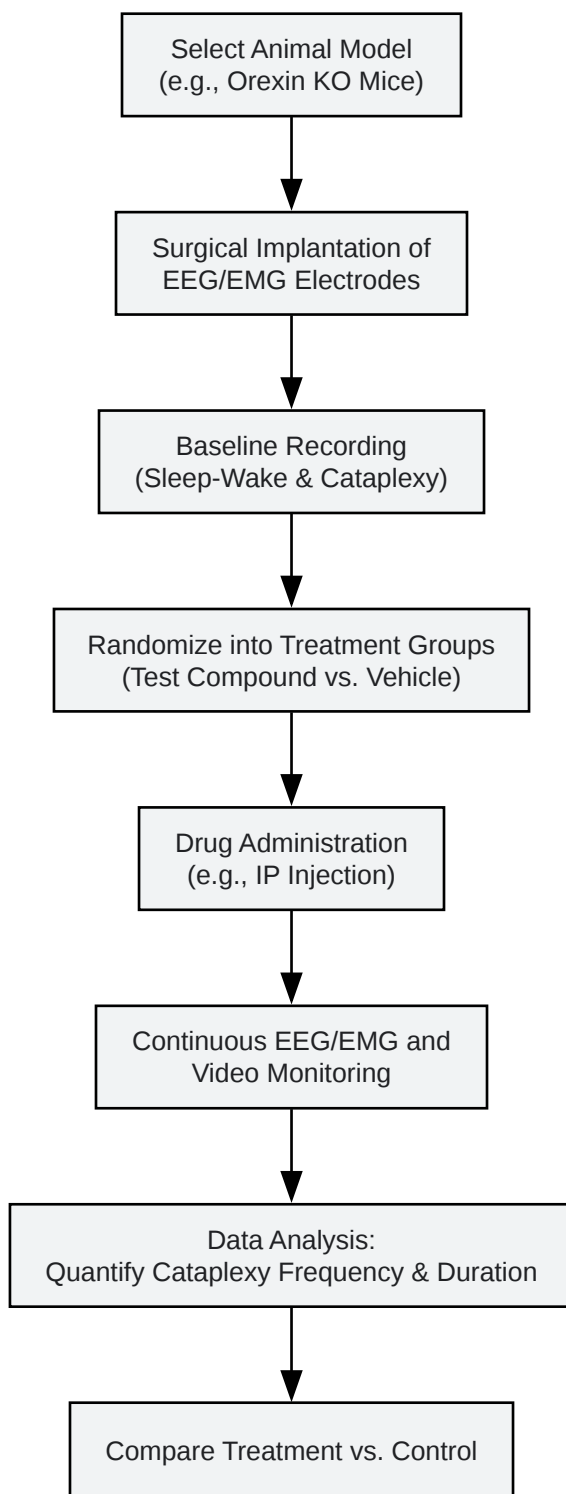 Select Animal Model
(e.g., Orexin KO Mice)
Surgical Implantation of
EEG/EMG Electrodes
Baseline Recording
(Sleep-Wake & Cataplexy)
Randomize into Treatment Groups
(Test Compound vs. Vehicle)
Drug Administration
(e.g., IP Injection)
Continuous EEG/EMG and
Video Monitoring
Data Analysis:
Quantify Cataplexy Frequency & Duration
Compare Treatment vs. Control